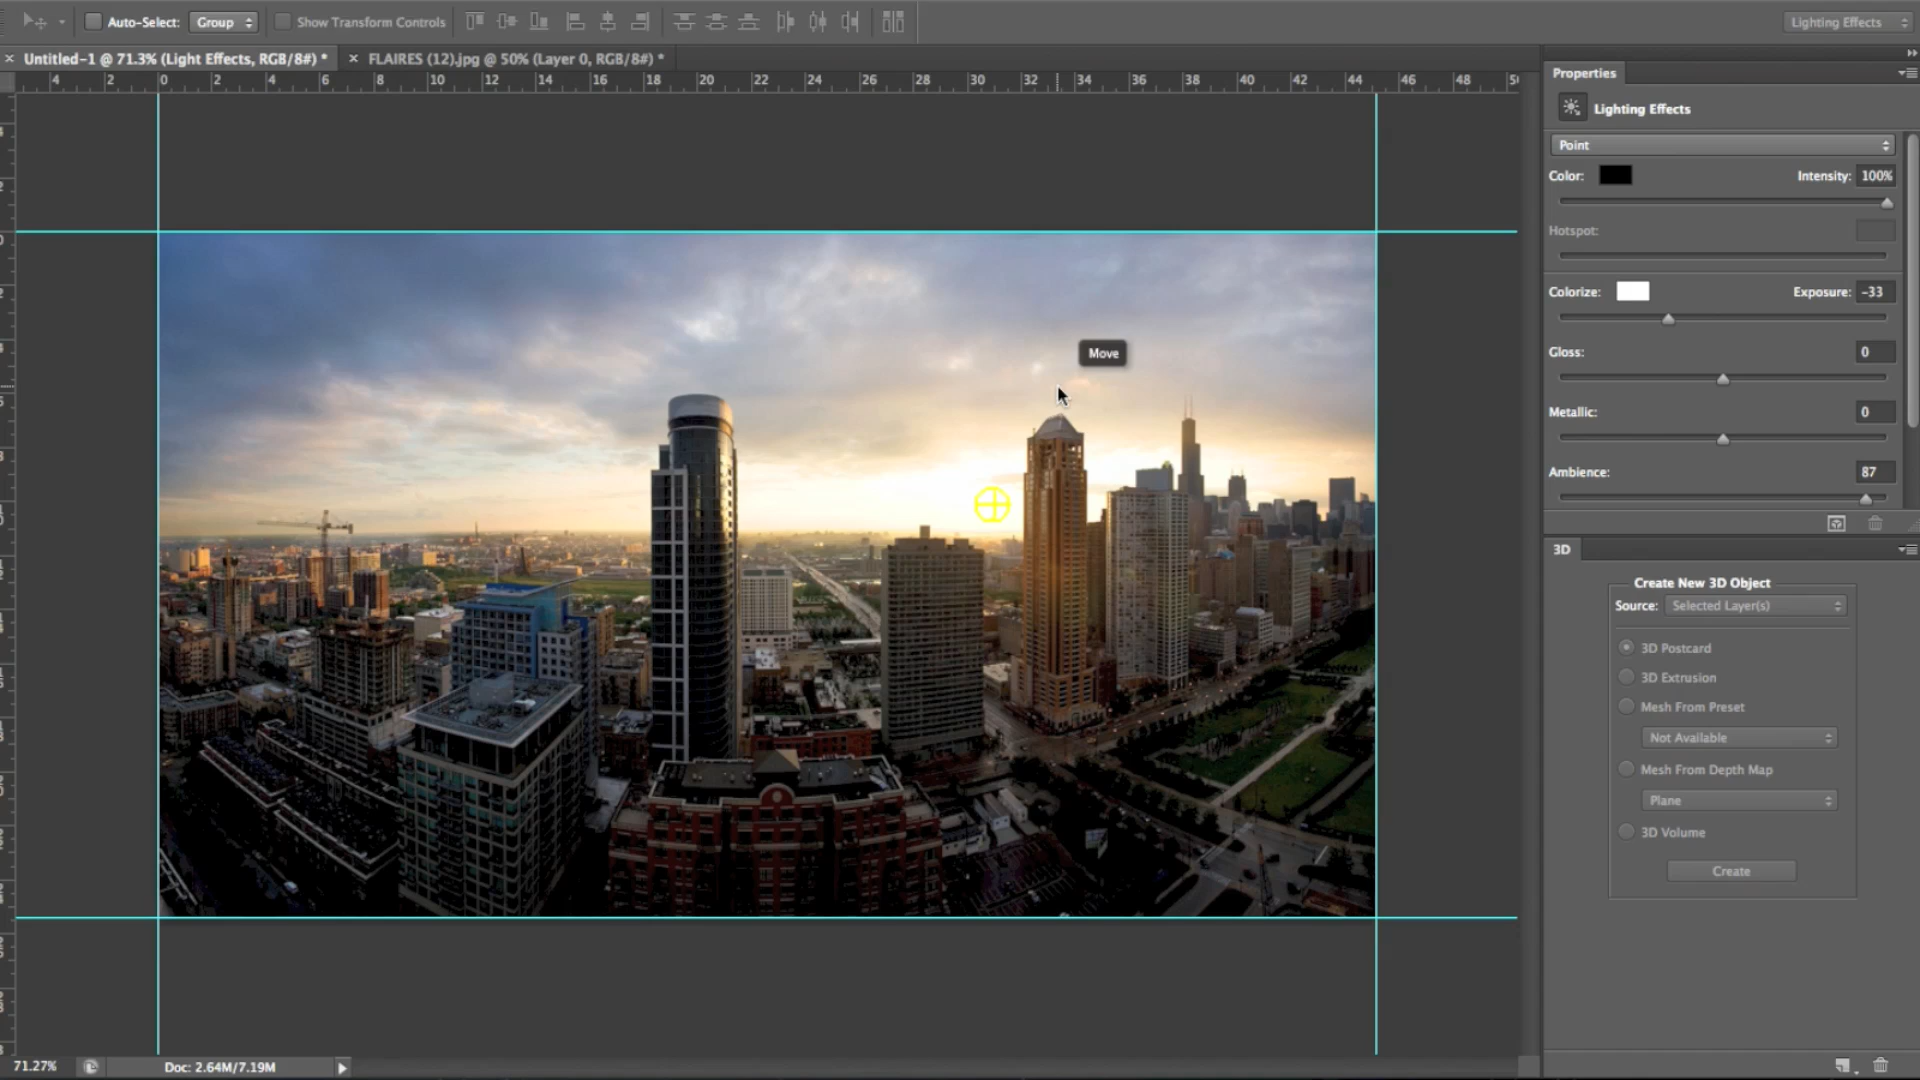 Auto-Select: Group Show Transform Controls Lighting Effects
Untitled-1 @ 71.3% (Light Effects, RGB/8#) * FLAIRES (12).jpg @ 50% (Layer 0, RGB/8#) *
4 2 0 2 4 6 8 10 12 14 16 18 20 22 24 26 28 30 32 34 36 38 40 42 44 46 48
Properties
Lighting Effects
Point
Color: Intensity: 100%
Hotspot:
Colorize: Exposure: -33
Gloss: 0
Metallic: 0
Ambience: 87
Move
3D
Create New 3D Object
Source: Selected Layer(s)
3D Postcard
3D Extrusion
Mesh From Preset
Not Available
Mesh From Depth Map
Plane
3D Volume
Create
71.27% Doc: 2.64M/7.19M